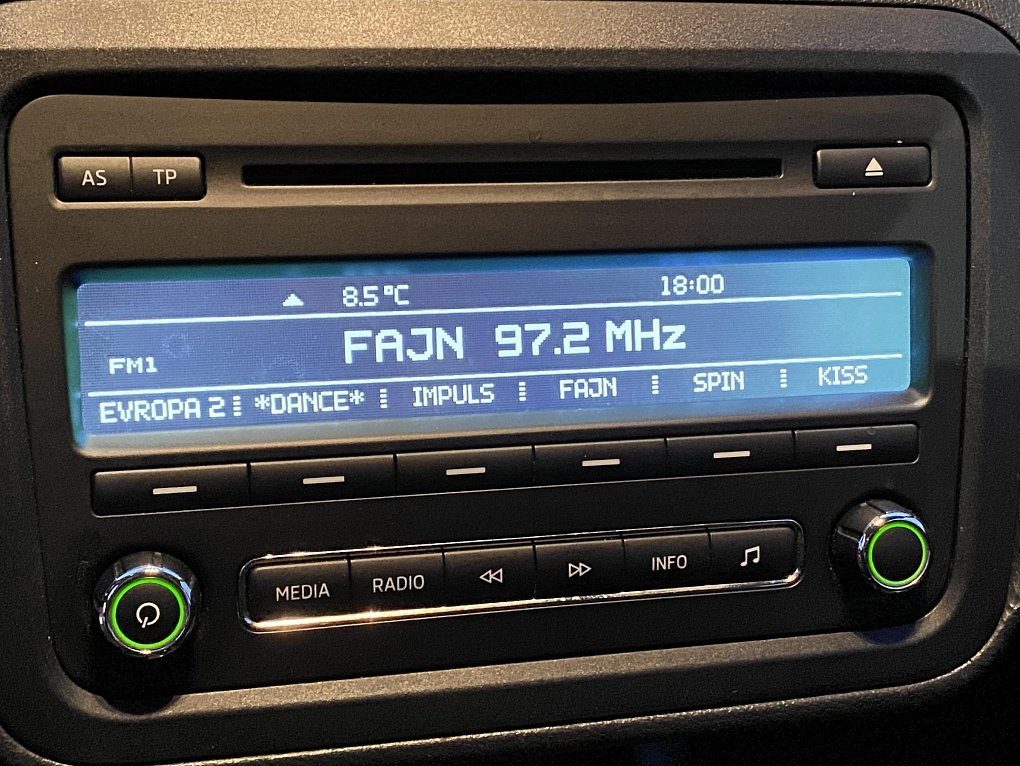 AS TP
8.5°C 18:00
FAJN 97.2 MHz
FM1
EVROPA 2 *DANCE* IMPULS FAJN SPIN KISS
MEDIA RADIO INFO